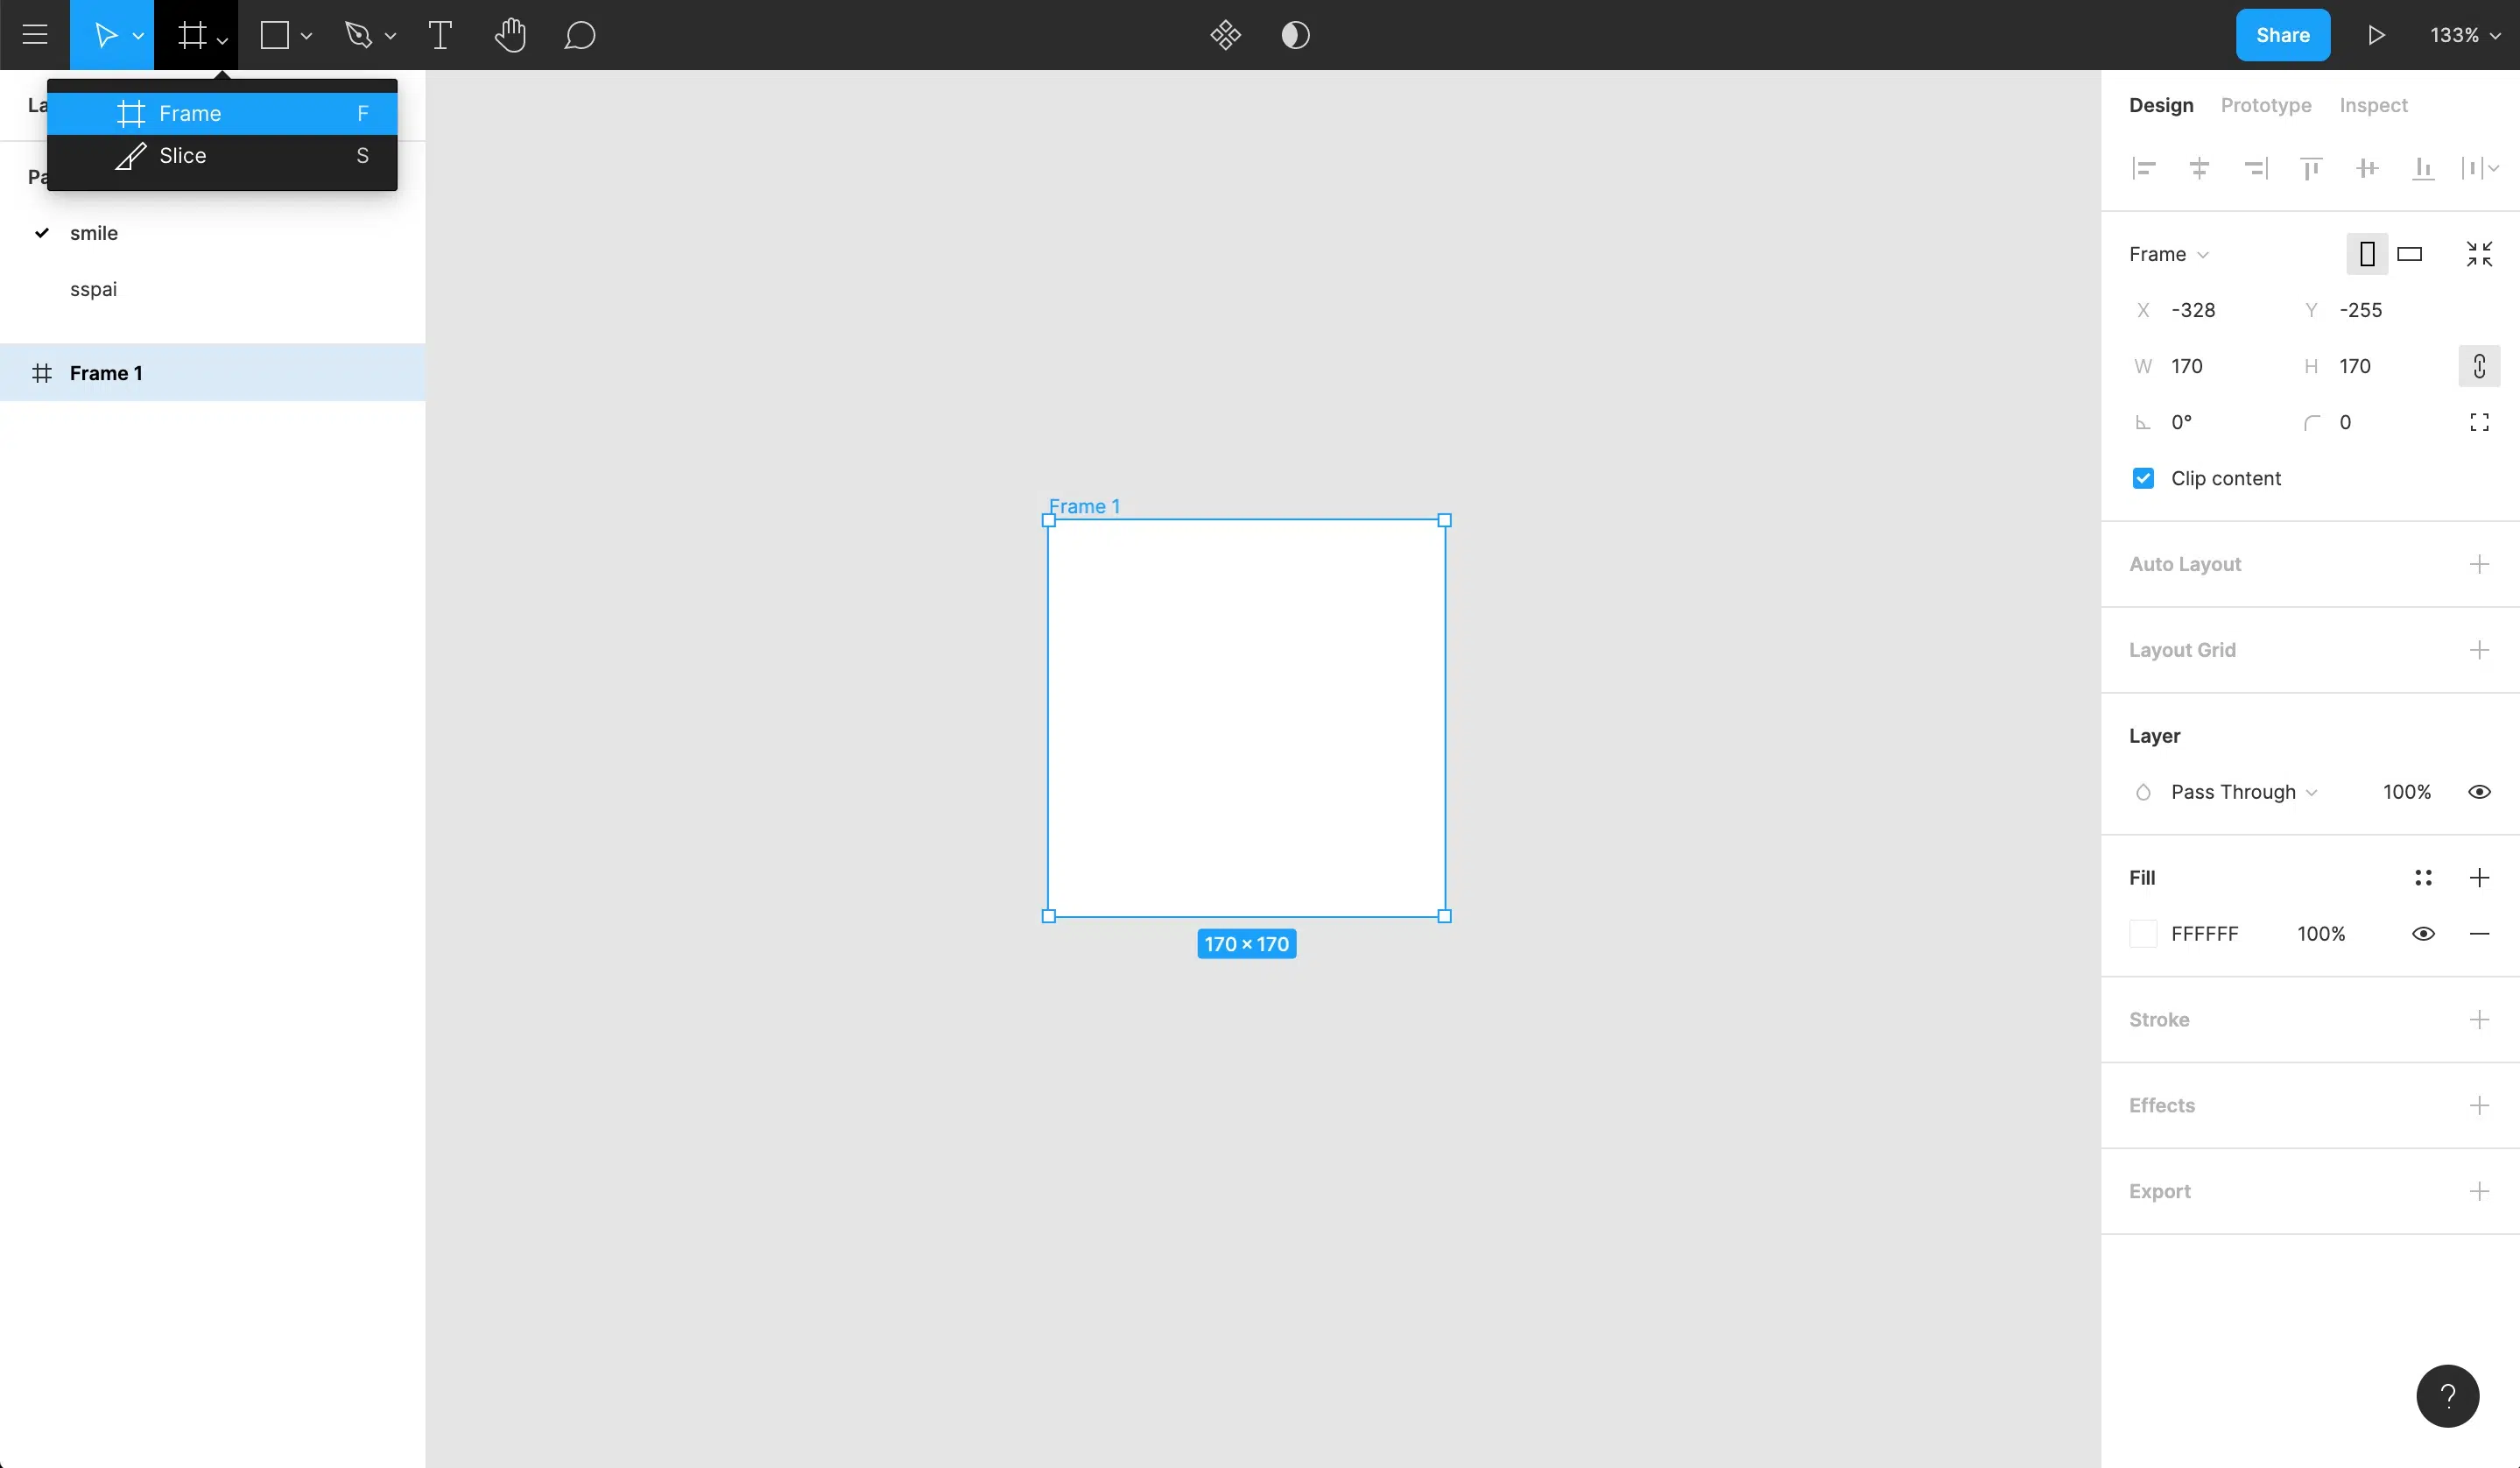 Share
133%
Frame F
Slice S
La
Pa
smile
sspai
Frame 1
Frame 1
170 × 170
Design Prototype Inspect
Frame
X -328 Y -255
W 170 H 170
0° 0
Clip content
Auto Layout
Layout Grid
Layer
Pass Through 100%
Fill
FFFFFF 100%
Stroke
Effects
Export
?